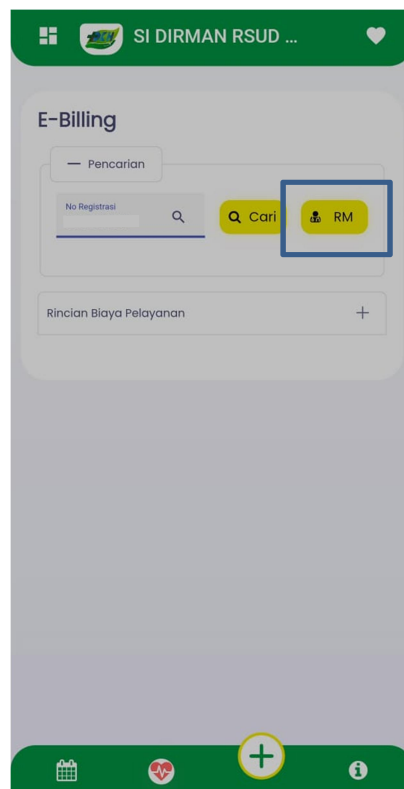 SI DIRMAN RSUD ...
E-Billing
Pencarian
No Registrasi
Cari
RM
Rincian Biaya Pelayanan